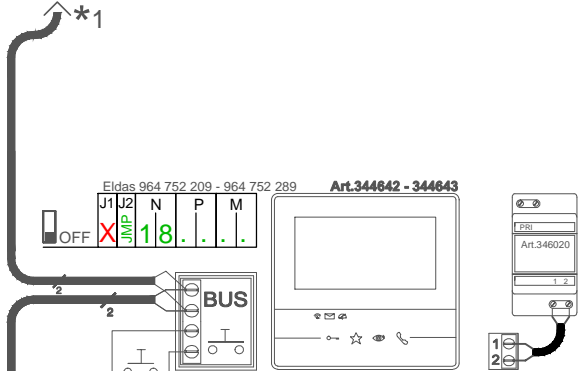 *1
Eldas 964 752 209 - 964 752 289
Art.344642 - 344643
J1 J2 N P M
OFF X JMP 1 8 . . . .
PRI
Art.346020
1 2
2
2
BUS
1
2